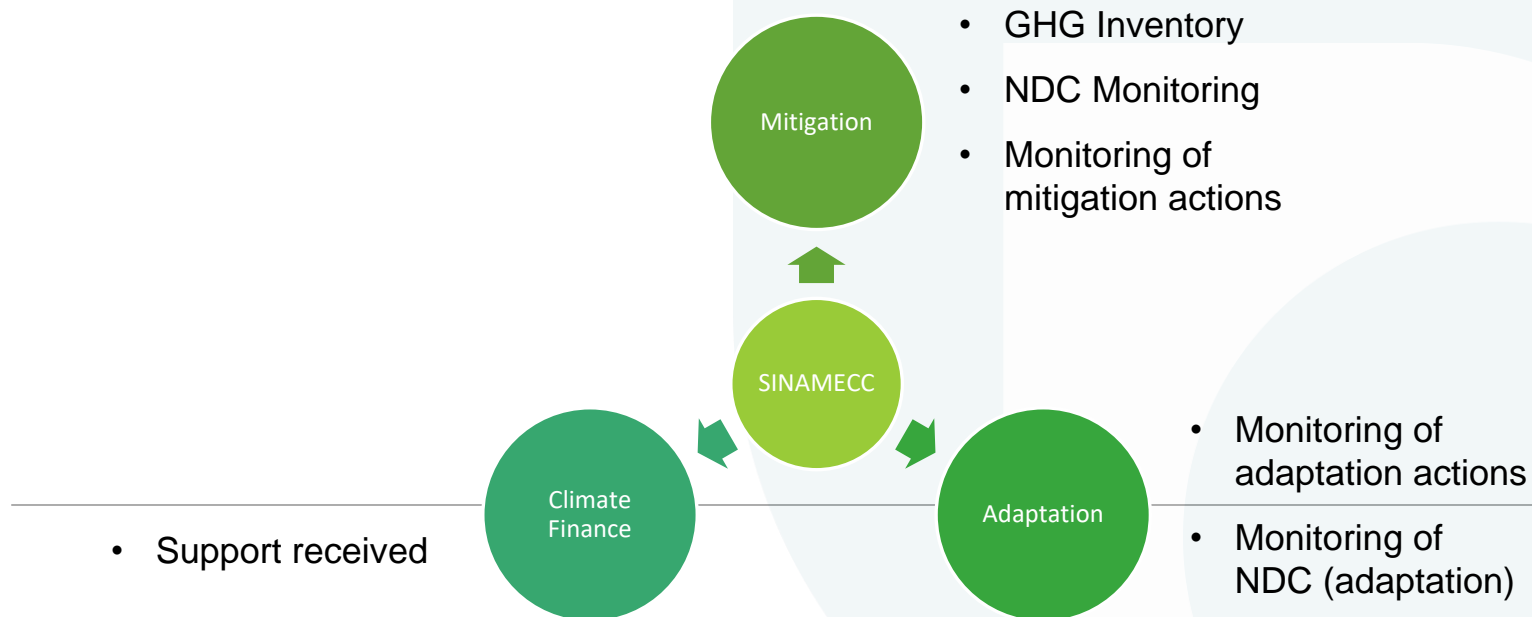 • GHG Inventory
• NDC Monitoring
• Monitoring of
mitigation actions
Mitigation
SINAMECC
Climate
Finance
• Support received
Adaptation
• Monitoring of
adaptation actions
• Monitoring of
NDC (adaptation)